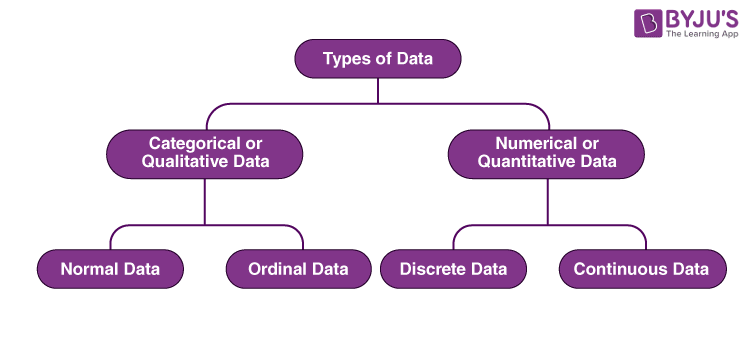 BYJU'S
The Learning App
Types of Data
Categorical or
Qualitative Data
Numerical or
Quantitative Data
Normal Data
Ordinal Data
Discrete Data
Continuous Data